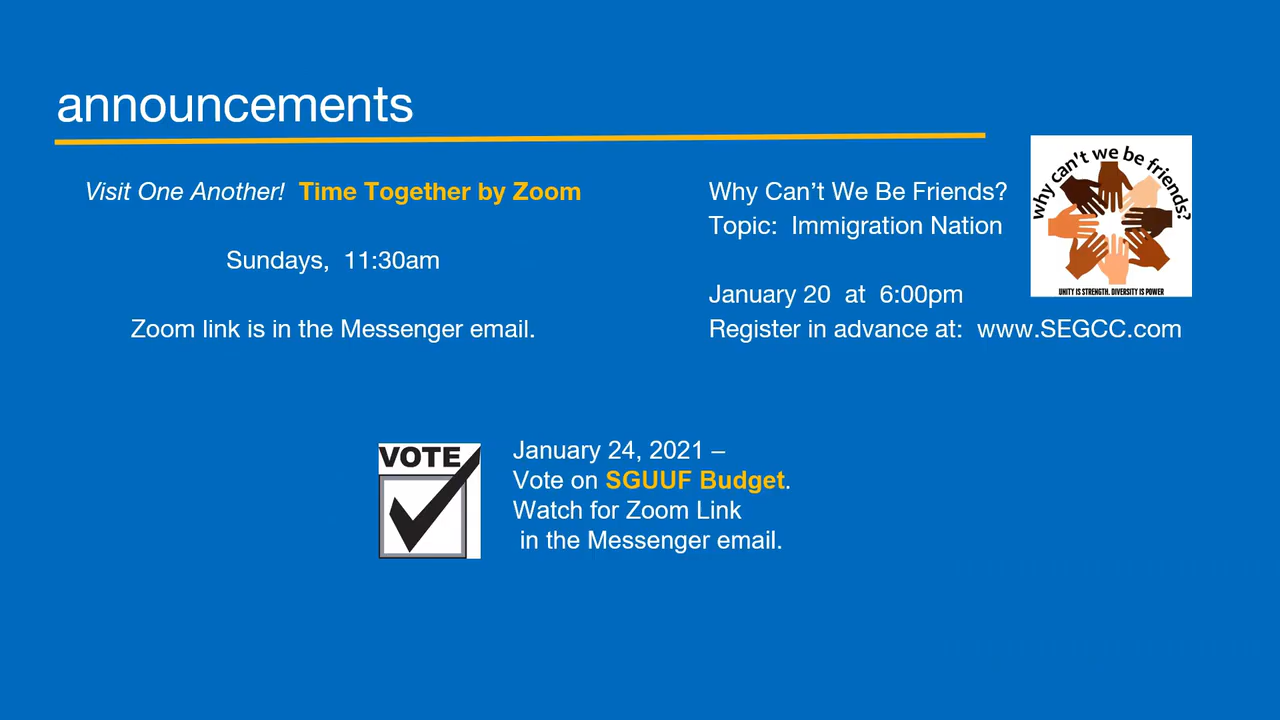 announcements
Visit One Another!  Time Together by Zoom
Sundays,  11:30am
Zoom link is in the Messenger email.
Why Can’t We Be Friends?
Topic:  Immigration Nation
January 20  at  6:00pm
Register in advance at:  www.SEGCC.com
why can't we be friends?
UNITY IS STRENGTH. DIVERSITY IS POWER
VOTE
January 24, 2021 –
Vote on SGUUF Budget.
Watch for Zoom Link
in the Messenger email.